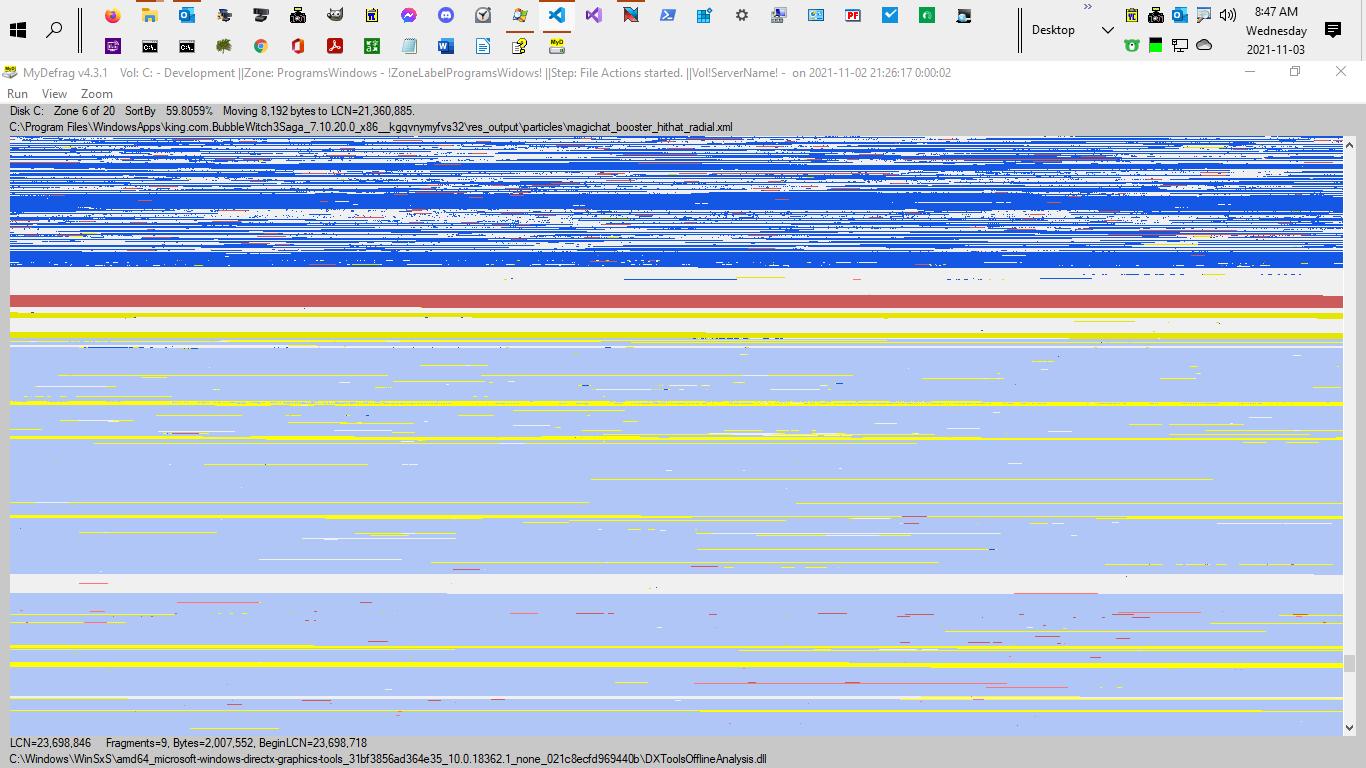 8:47 AM
Desktop
Wednesday
2021-11-03
MyDefrag v4.3.1    Vol: C: - Development ||Zone: ProgramsWindows - !ZoneLabelProgramsWidows! ||Step: File Actions started. ||Vol!ServerName! -  on 2021-11-02 21:26:17 0:00:02
Run View Zoom
Disk C:   Zone 6 of 20   SortBy   59.8059%   Moving 8,192 bytes to LCN=21,360,885.
C:\Program Files\WindowsApps\king.com.BubbleWitch3Saga_7.10.20.0_x86__kgqvnymyfvs32\res_output\particles\magichat_booster_hithat_radial.xml
LCN=23,698,846     Fragments=9, Bytes=2,007,552, BeginLCN=23,698,718
C:\Windows\WinSxS\amd64_microsoft-windows-directx-graphics-tools_31bf3856ad364e35_10.0.18362.1_none_021c8ecfd969440b\DXToolsOfflineAnalysis.dll